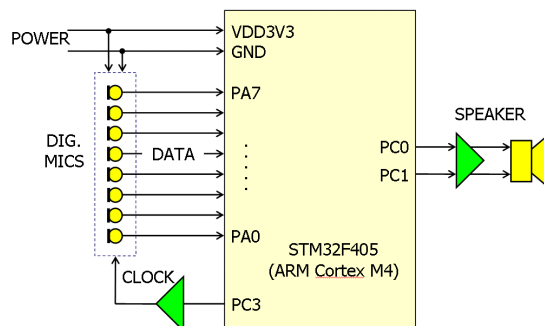 POWER
VDD3V3
GND
PA7
DIG.
MICS
DATA
SPEAKER
PC0
PC1
PA0
STM32F405
(ARM Cortex M4)
CLOCK
PC3